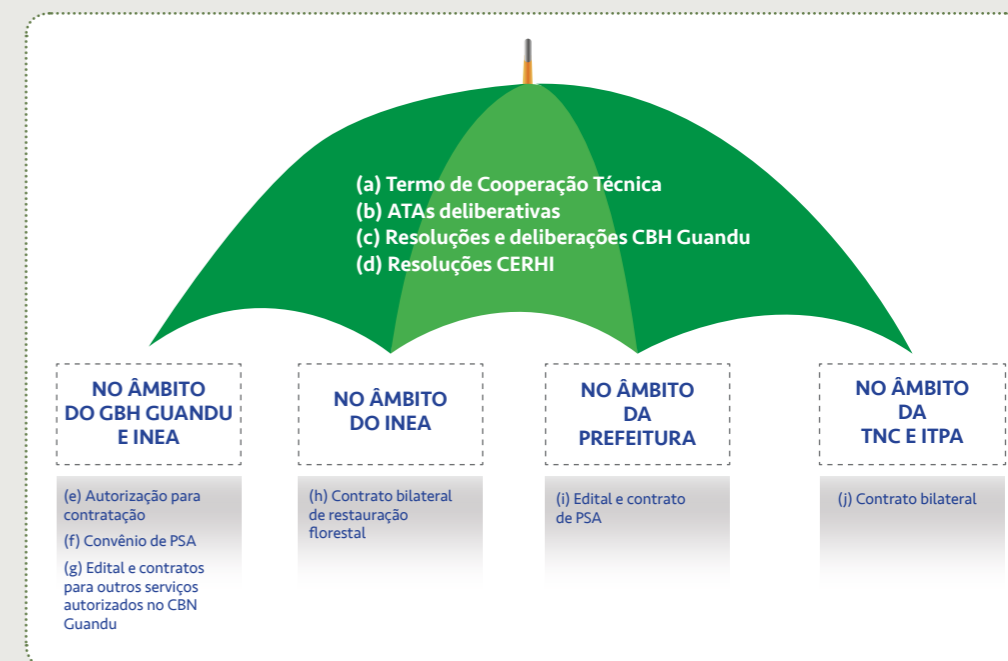 (a) Termo de Cooperação Técnica
(b) ATAs deliberativas
(c) Resoluções e deliberações CBH Guandu
(d) Resoluções CERHI
NO ÂMBITO
DO GBH GUANDU
E INEA
(e) Autorização para
contratação
(f) Convênio de PSA
(g) Edital e contratos
para outros serviços
autorizados no CBN
Guandu
NO ÂMBITO
DO INEA
(h) Contrato bilateral
de restauração
florestal
NO ÂMBITO
DA
PREFEITURA
(i) Edital e contrato
de PSA
NO ÂMBITO
DA
TNC E ITPA
(j) Contrato bilateral